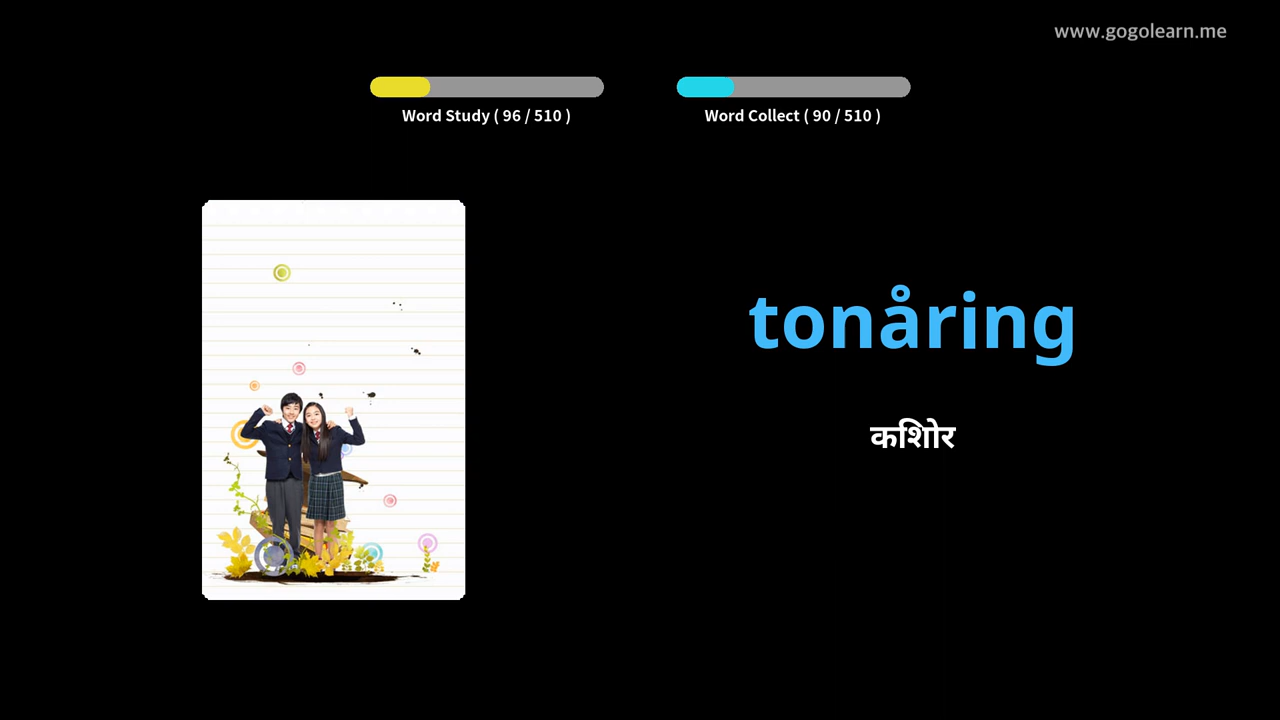 www.gogolearn.me
Word Study ( 96 / 510 )
Word Collect ( 90 / 510 )
tonåring
कशिोर